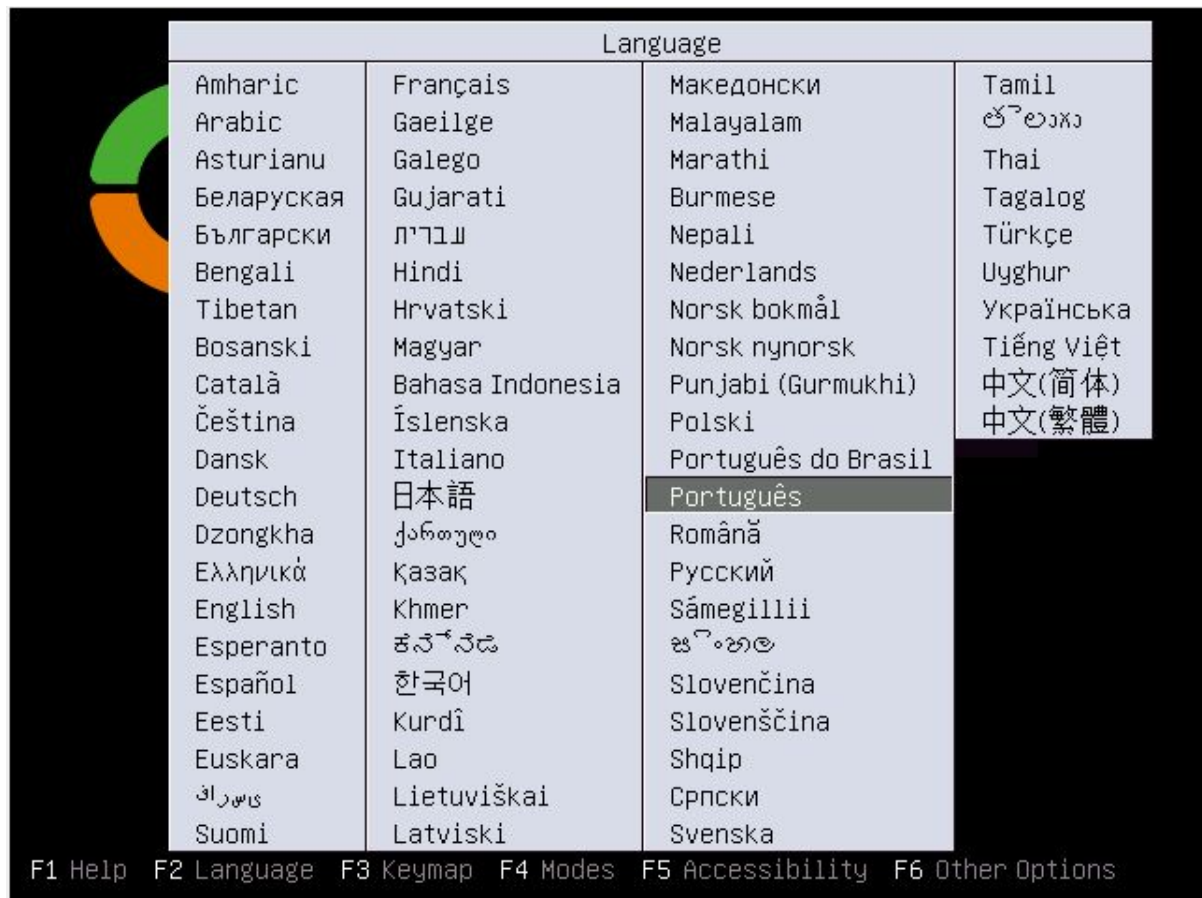 Language
Amharic
Arabic
Asturianu
Беларуская
Български
Bengali
Tibetan
Bosanski
Català
Čeština
Dansk
Deutsch
Dzongkha
Ελληνικά
English
Esperanto
Español
Eesti
Euskara
ﻰﺳﺭﺎﻓ
Suomi
Français
Gaeilge
Galego
Gujarati
תירבע
Hindi
Hrvatski
Magyar
Bahasa Indonesia
Íslenska
Italiano
日本語
ქართული
Қазақ
Khmer
ಕನ್ನಡ
한국어
Kurdî
Lao
Lietuviškai
Latviski
Македонски
Malayalam
Marathi
Burmese
Nepali
Nederlands
Norsk bokmål
Norsk nynorsk
Punjabi (Gurmukhi)
Polski
Português do Brasil
Português
Română
Русский
Sámegillii
සිංහල
Slovenčina
Slovenščina
Shqip
Српски
Svenska
Tamil
తెలుగు
Thai
Tagalog
Türkçe
Uyghur
Українська
Tiếng Việt
中文(简体)
中文(繁體)
F1 Help F2 Language F3 Keymap F4 Modes F5 Accessibility F6 Other Options